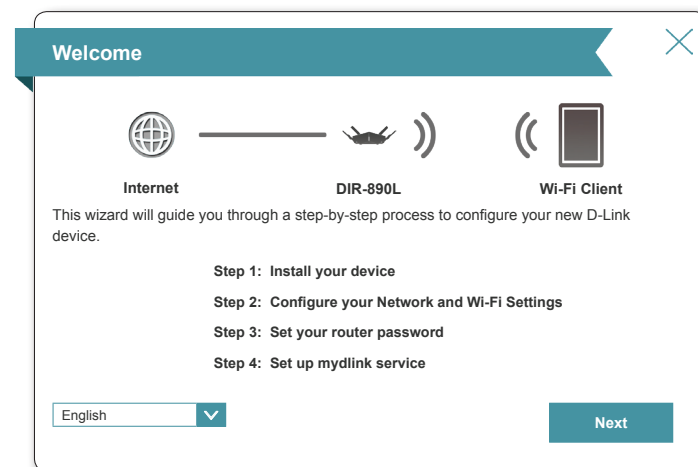 Welcome
Internet
DIR-890L
Wi-Fi Client
This wizard will guide you through a step-by-step process to configure your new D-Link
device.
Step 1: Install your device
Step 2: Configure your Network and Wi-Fi Settings
Step 3: Set your router password
Step 4: Set up mydlink service
English
Next